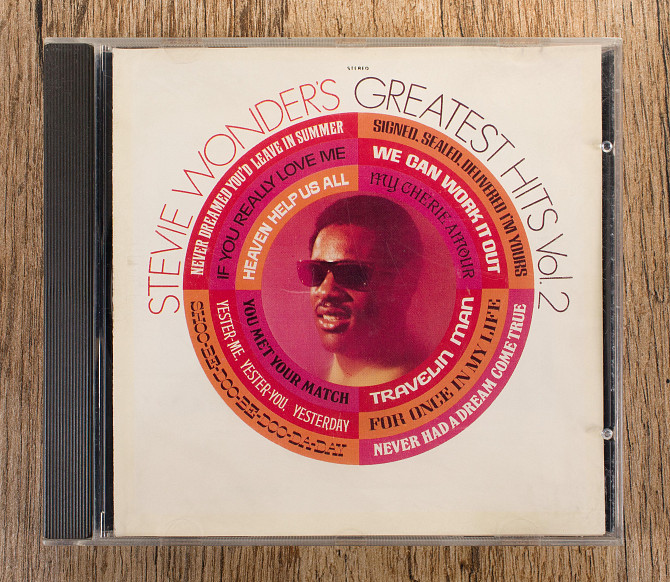 STEREO
STEVIE WONDER'S GREATEST HITS Vol. 2
NEVER DREAMED YOU'D LEAVE IN SUMMER
IF YOU REALLY LOVE ME
HEAVEN HELP US ALL
SIGNED, SEALED, DELIVERED I'M YOURS
WE CAN WORK IT OUT
MY CHERIE AMOUR
TRAVELIN MAN
FOR ONCE IN MY LIFE
NEVER HAD A DREAM COME TRUE
YOU MET YOUR MATCH
YESTER-ME, YESTER-YOU, YESTERDAY
SHOO-BE-DOO-BE-DOO-DA-DAY